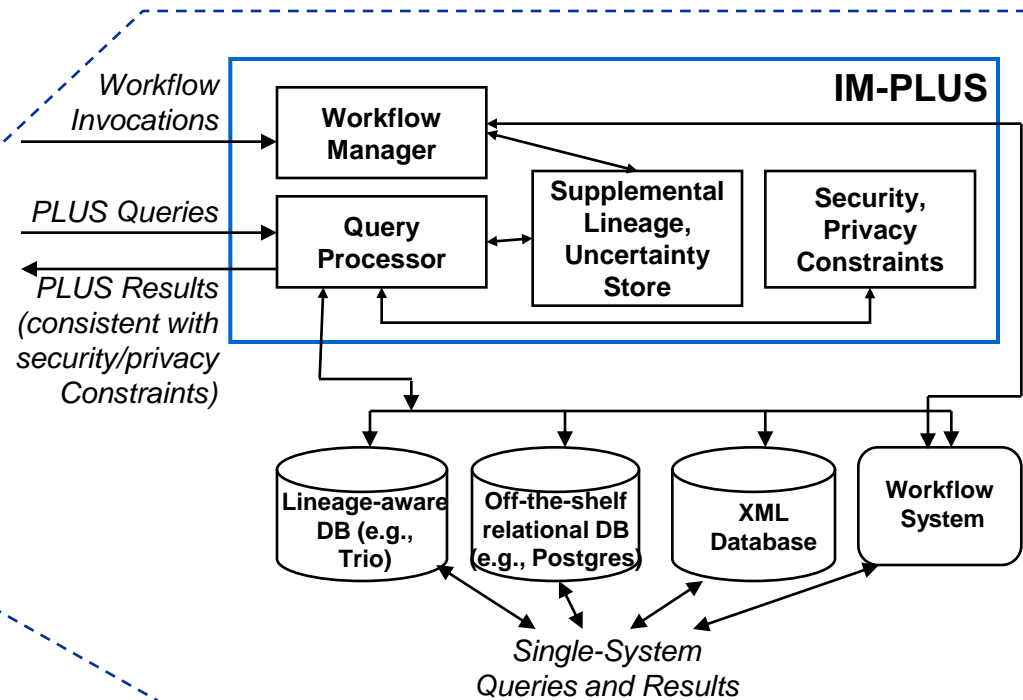 IM-PLUS
Workflow
Invocations
Workflow
Manager
PLUS Queries
Query
Processor
Supplemental
Lineage,
Uncertainty
Store
Security,
Privacy
Constraints
PLUS Results
(consistent with
security/privacy
Constraints)
Lineage-aware
DB (e.g.,
Trio)
Off-the-shelf
relational DB
(e.g., Postgres)
XML
Database
Workflow
System
Single-System
Queries and Results